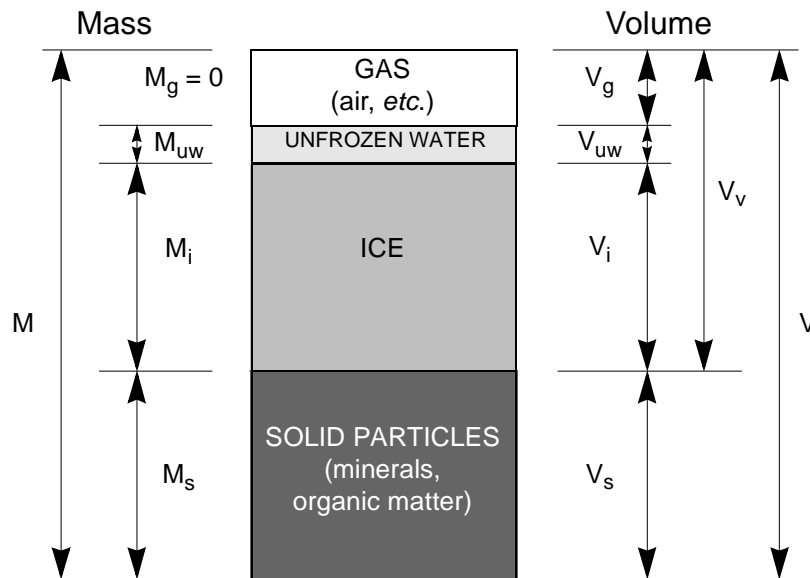 Mass Volume
M_g = 0 GAS V_g
(air, etc.)
M_uw UNFROZEN WATER V_uw
V_v
M_i ICE V_i
M V
SOLID PARTICLES
M_s (minerals, V_s
organic matter)